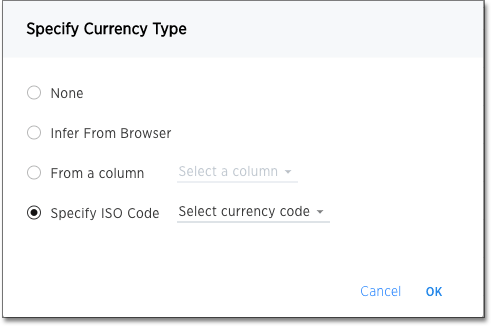 Specify Currency Type
None
Infer From Browser
From a column Select a column
Specify ISO Code Select currency code
Cancel OK